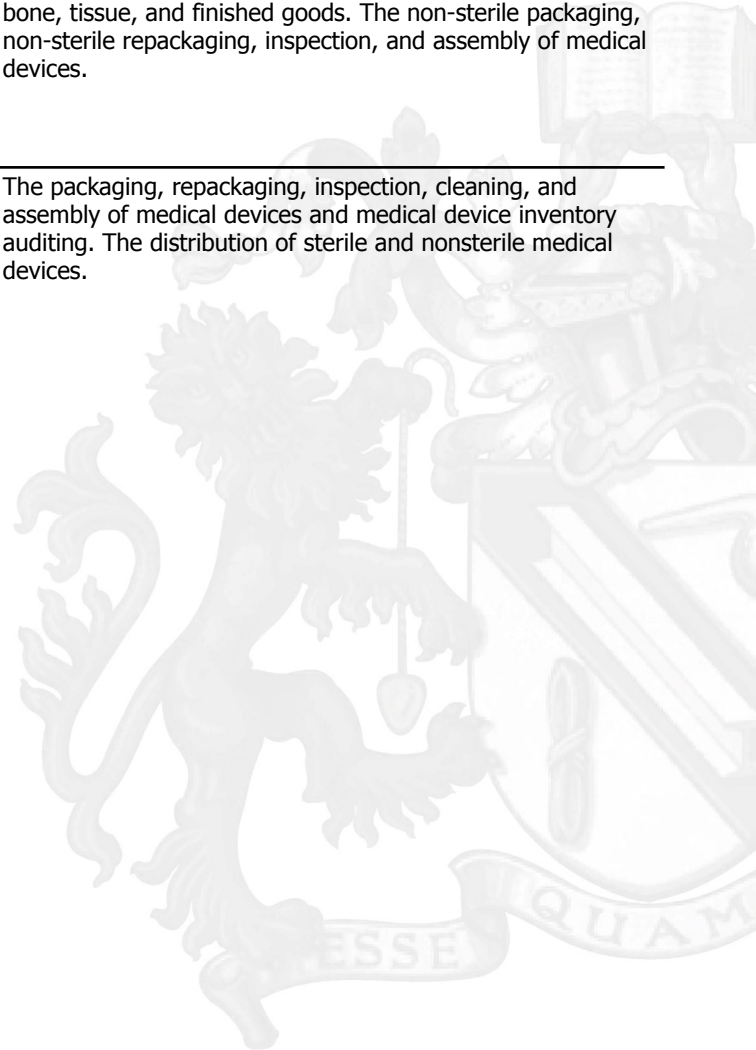 bone, tissue, and finished goods. The non-sterile packaging,
non-sterile repackaging, inspection, and assembly of medical
devices.
The packaging, repackaging, inspection, cleaning, and
assembly of medical devices and medical device inventory
auditing. The distribution of sterile and nonsterile medical
devices.
ESSE
QUAM